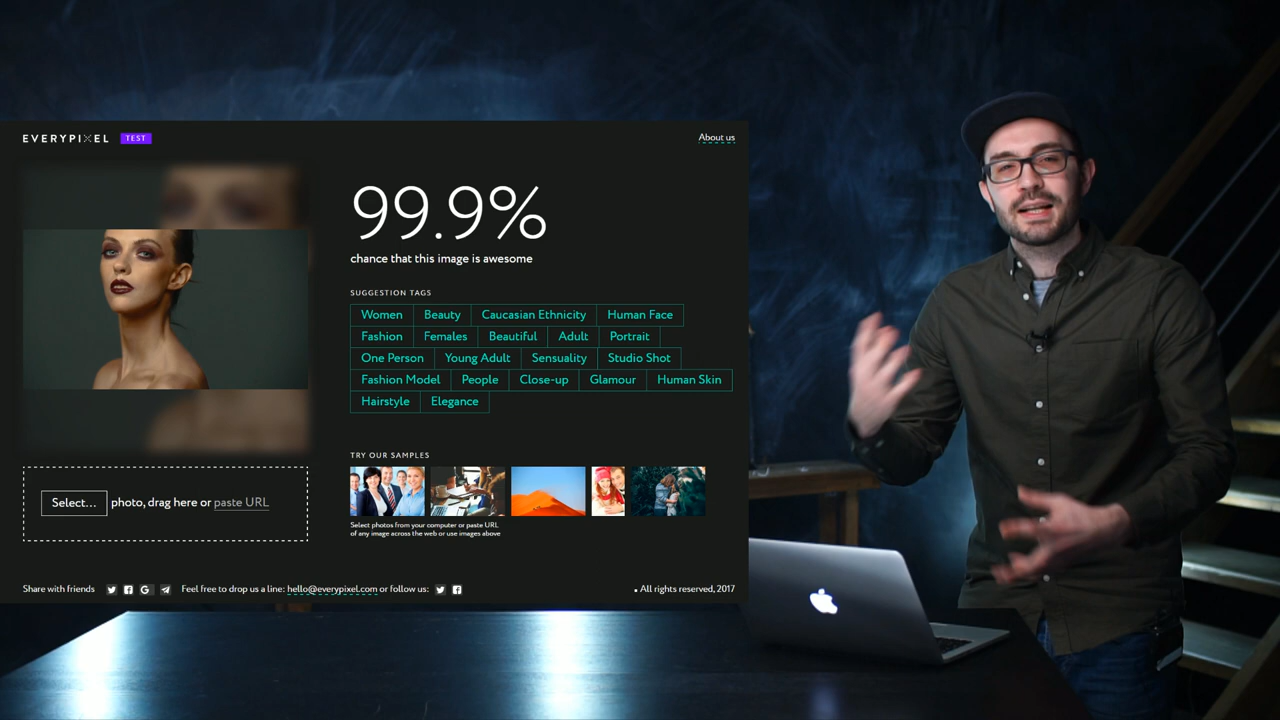 EVERYPIXEL TEST
About us
99.9%
chance that this image is awesome
SUGGESTION TAGS
Women Beauty Caucasian Ethnicity Human Face
Fashion Females Beautiful Adult Portrait
One Person Young Adult Sensuality Studio Shot
Fashion Model People Close-up Glamour Human Skin
Hairstyle Elegance
TRY OUR SAMPLES
Select... photo, drag here or paste URL
Select photos from your computer or paste URL
of any image across the web or use images above
Share with friends
Feel free to drop us a line: hello@everypixel.com or follow us:
All rights reserved, 2017